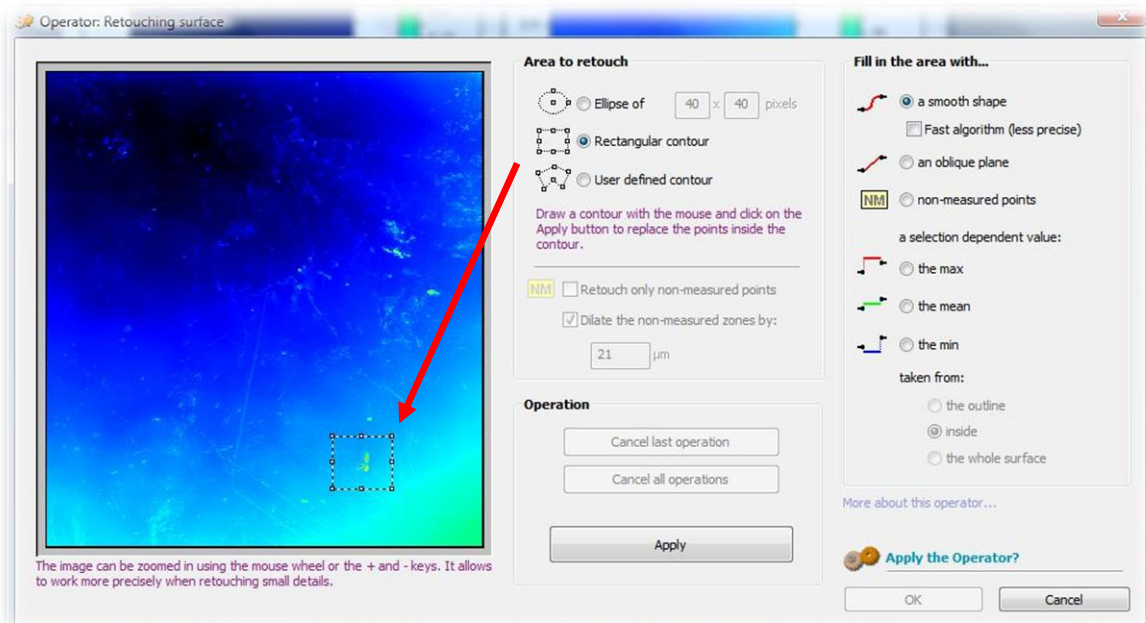 Operator: Retouching surface
Area to retouch
Ellipse of 40 x 40 pixels
Rectangular contour
User defined contour
Draw a contour with the mouse and click on the
Apply button to replace the points inside the
contour.
NM Retouch only non-measured points
Dilate the non-measured zones by:
21 µm
Operation
Cancel last operation
Cancel all operations
Apply
The image can be zoomed in using the mouse wheel or the + and - keys. It allows
to work more precisely when retouching small details.
Fill in the area with...
a smooth shape
Fast algorithm (less precise)
an oblique plane
NM non-measured points
a selection dependent value:
the max
the mean
the min
taken from:
the outline
inside
the whole surface
More about this operator...
Apply the Operator?
OK Cancel